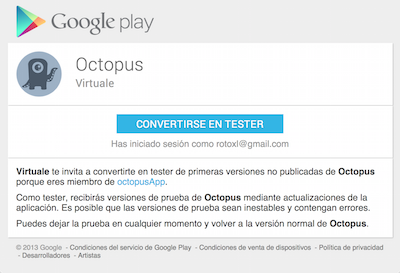 Google play
Octopus
Virtuale
CONVERTIRSE EN TESTER
Has iniciado sesión como rotoxl@gmail.com
Virtuale te invita a convertirte en tester de primeras versiones no publicadas de Octopus
porque eres miembro de octopusApp.
Como tester, recibirás versiones de prueba de Octopus mediante actualizaciones de la
aplicación. Es posible que las versiones de prueba sean inestables y contengan errores.
Puedes dejar la prueba en cualquier momento y volver a la versión normal de Octopus.
© 2013 Google - Condiciones del servicio de Google Play - Condiciones de venta de dispositivos - Política de privacidad
- Desarrolladores - Artistas